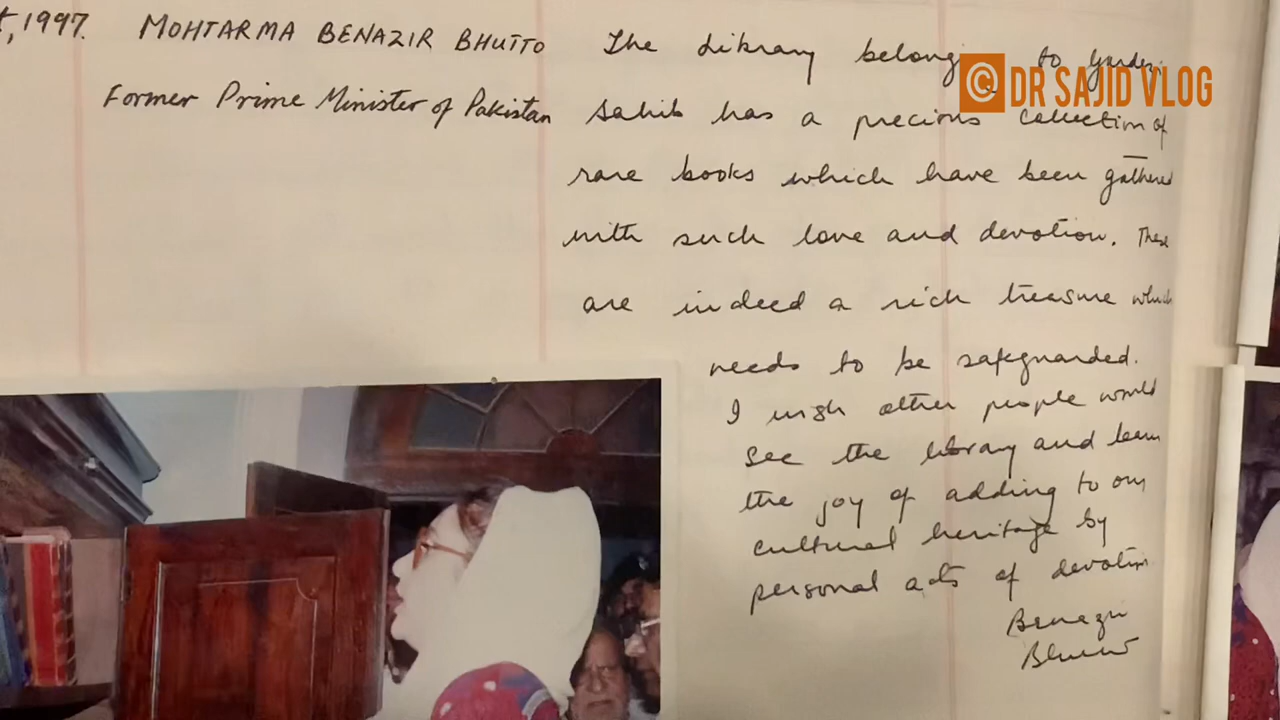 t, 1997. MOHTARMA BENAZIR BHUTTO
Former Prime Minister of Pakistan
The Library belong to
Sahib has a precious collection of
rare books which have been gathered
with such love and devotion. These
are indeed a rich treasure which
needs to be safeguarded.
I wish other people would
see the library and learn
the joy of adding to our
cultural heritage by
personal acts of devotion
Benazir
Bhutto
© DR SAJID VLOG